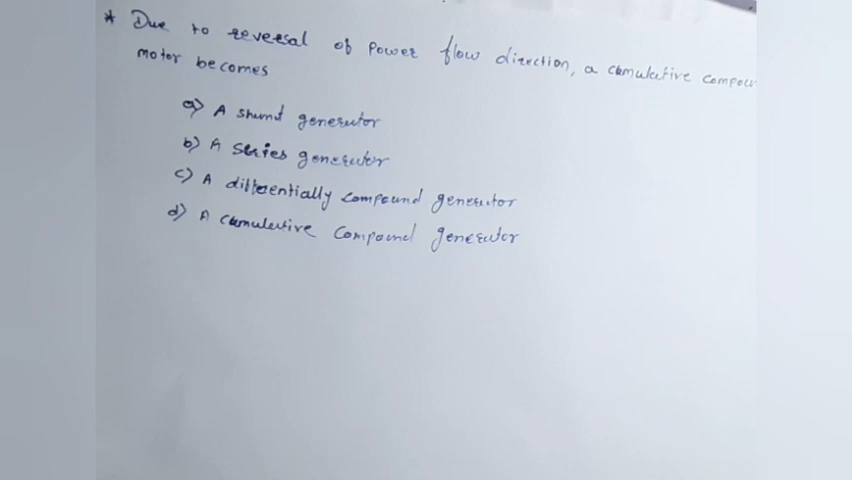 * Due to reversal of power flow direction, a cumulative compoun
motor becomes
a) A shunt generator
b) A series generator
c) A differentially compound generator
d) A cumulative compound generator